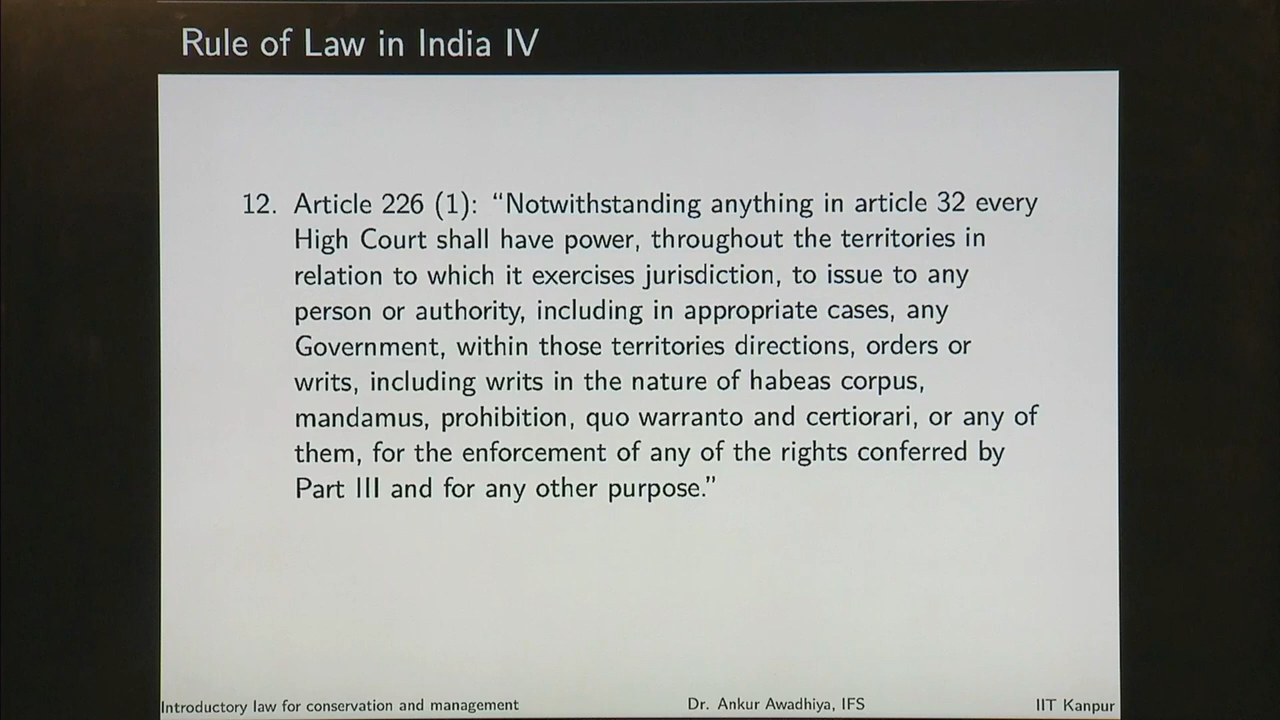 Rule of Law in India IV
12. Article 226 (1): “Notwithstanding anything in article 32 every
High Court shall have power, throughout the territories in
relation to which it exercises jurisdiction, to issue to any
person or authority, including in appropriate cases, any
Government, within those territories directions, orders or
writs, including writs in the nature of habeas corpus,
mandamus, prohibition, quo warranto and certiorari, or any of
them, for the enforcement of any of the rights conferred by
Part III and for any other purpose.”
Introductory law for conservation and management Dr. Ankur Awadhiya, IFS IIT Kanpur